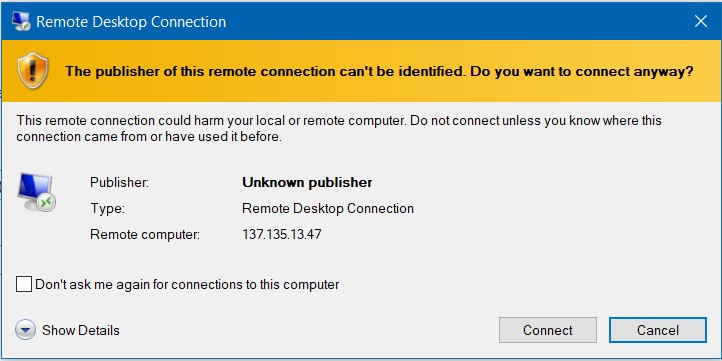 Remote Desktop Connection
The publisher of this remote connection can't be identified. Do you want to connect anyway?
This remote connection could harm your local or remote computer. Do not connect unless you know where this
connection came from or have used it before.
Publisher: Unknown publisher
Type: Remote Desktop Connection
Remote computer: 137.135.13.47
Don't ask me again for connections to this computer
Show Details Connect Cancel